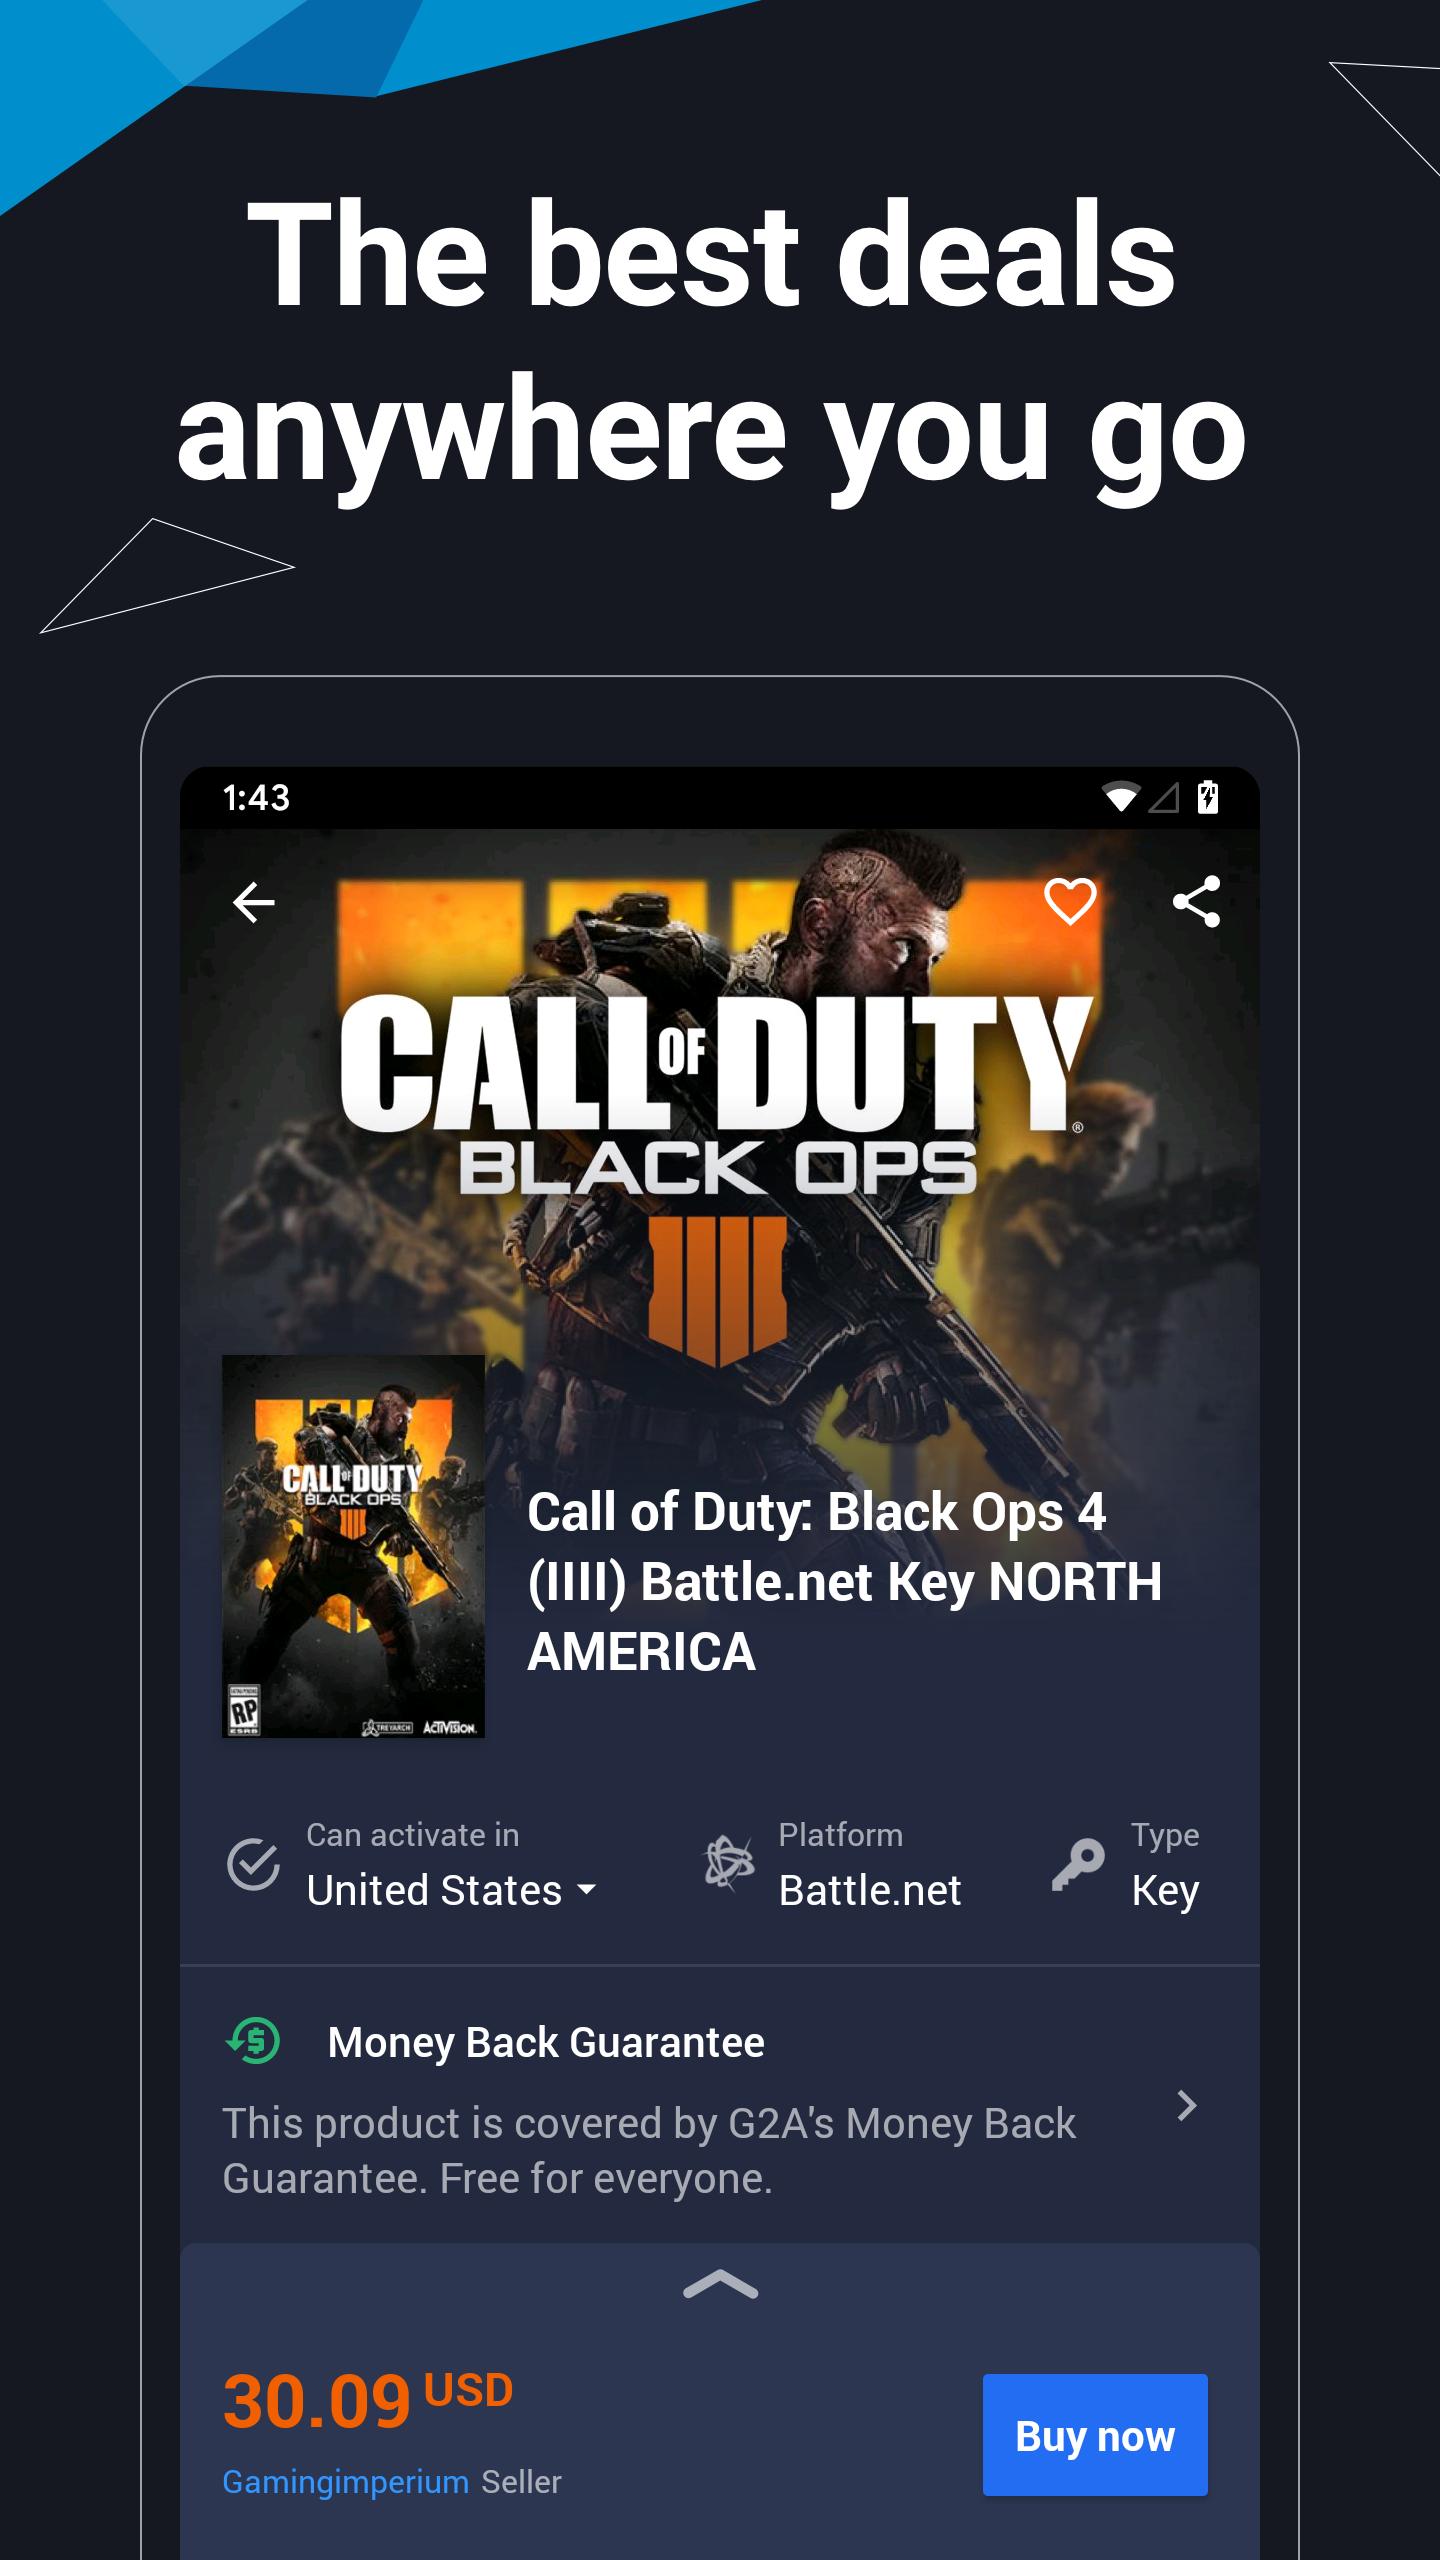 The best deals
anywhere you go
1:43
CALL OF DUTY®
BLACK OPS
IIII
CALL OF DUTY
BLACK OPS
IIII
RP
ESRB
TREYARCH
ACTIVISION
Call of Duty: Black Ops 4
(IIII) Battle.net Key NORTH
AMERICA
Can activate in
United States
Platform
Battle.net
Type
Key
Money Back Guarantee
This product is covered by G2A's Money Back
Guarantee. Free for everyone.
30.09 USD
Gamingimperium Seller
Buy now